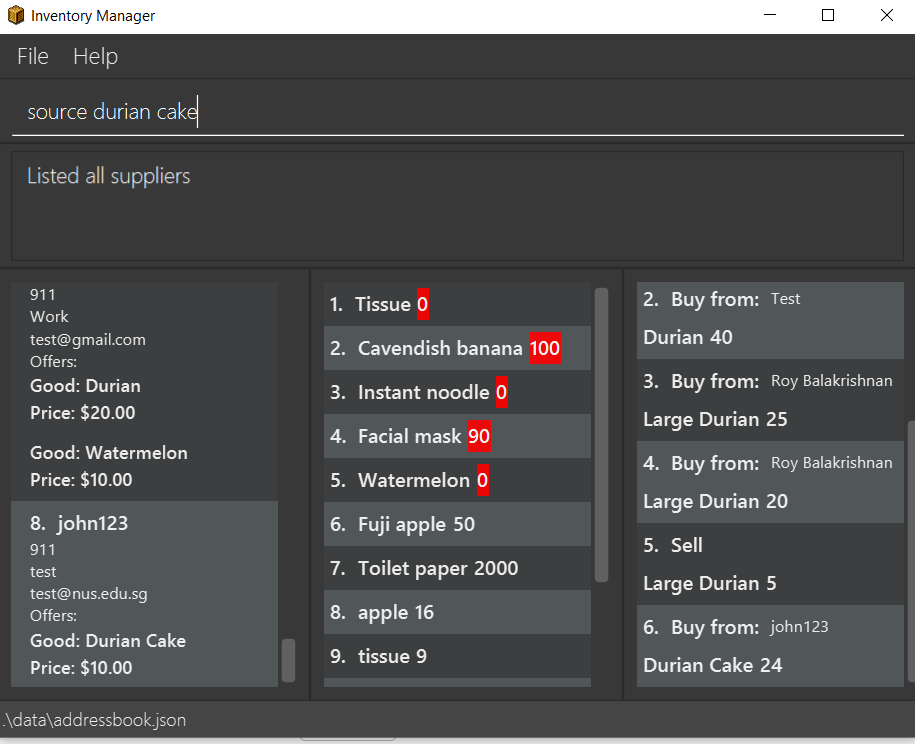 Inventory Manager
File Help
source durian cake
Listed all suppliers
911
Work
test@gmail.com
Offers:
Good: Durian
Price: $20.00
Good: Watermelon
Price: $10.00
8. john123
911
test
test@nus.edu.sg
Offers:
Good: Durian Cake
Price: $10.00
1. Tissue 0
2. Cavendish banana 100
3. Instant noodle 0
4. Facial mask 90
5. Watermelon 0
6. Fuji apple 50
7. Toilet paper 2000
8. apple 16
9. tissue 9
2. Buy from: Test
Durian 40
3. Buy from: Roy Balakrishnan
Large Durian 25
4. Buy from: Roy Balakrishnan
Large Durian 20
5. Sell
Large Durian 5
6. Buy from: john123
Durian Cake 24
.\data\addressbook.json